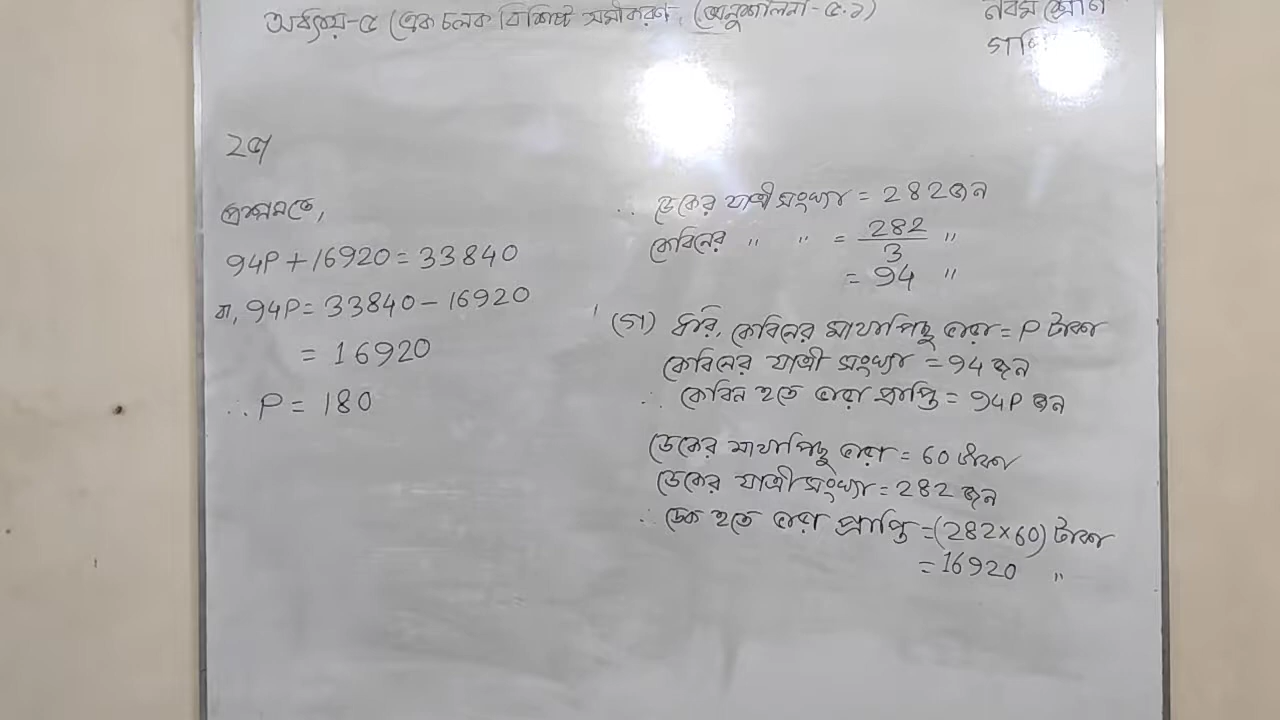 অধ্যায়-৫ (এক চলক বিশিষ্ট সমীকরণ, (অনুশীলনী-৫.১)
নবম শ্রেণি
২৭
প্রশ্নমতে,
94P + 16920 = 33840
বা, 94P = 33840 - 16920
= 16920
∴ P = 180
∴ ডেকের যাত্রী সংখ্যা = 282 জন
কেবিনের " " = 282/3 "
= 94 "
(গ) ধরি, কেবিনের মাথাপিছু ভারা = P টাকা
কেবিনের যাত্রী সংখ্যা = 94 জন
∴ কেবিন হতে ভারা প্রাপ্তি = 94P জন
ডেকের মাথাপিছু ভারা = 60 টাকা
ডেকের যাত্রী সংখ্যা = 282 জন
∴ ডেক হতে ভারা প্রাপ্তি = (282×60) টাকা
= 16920 "